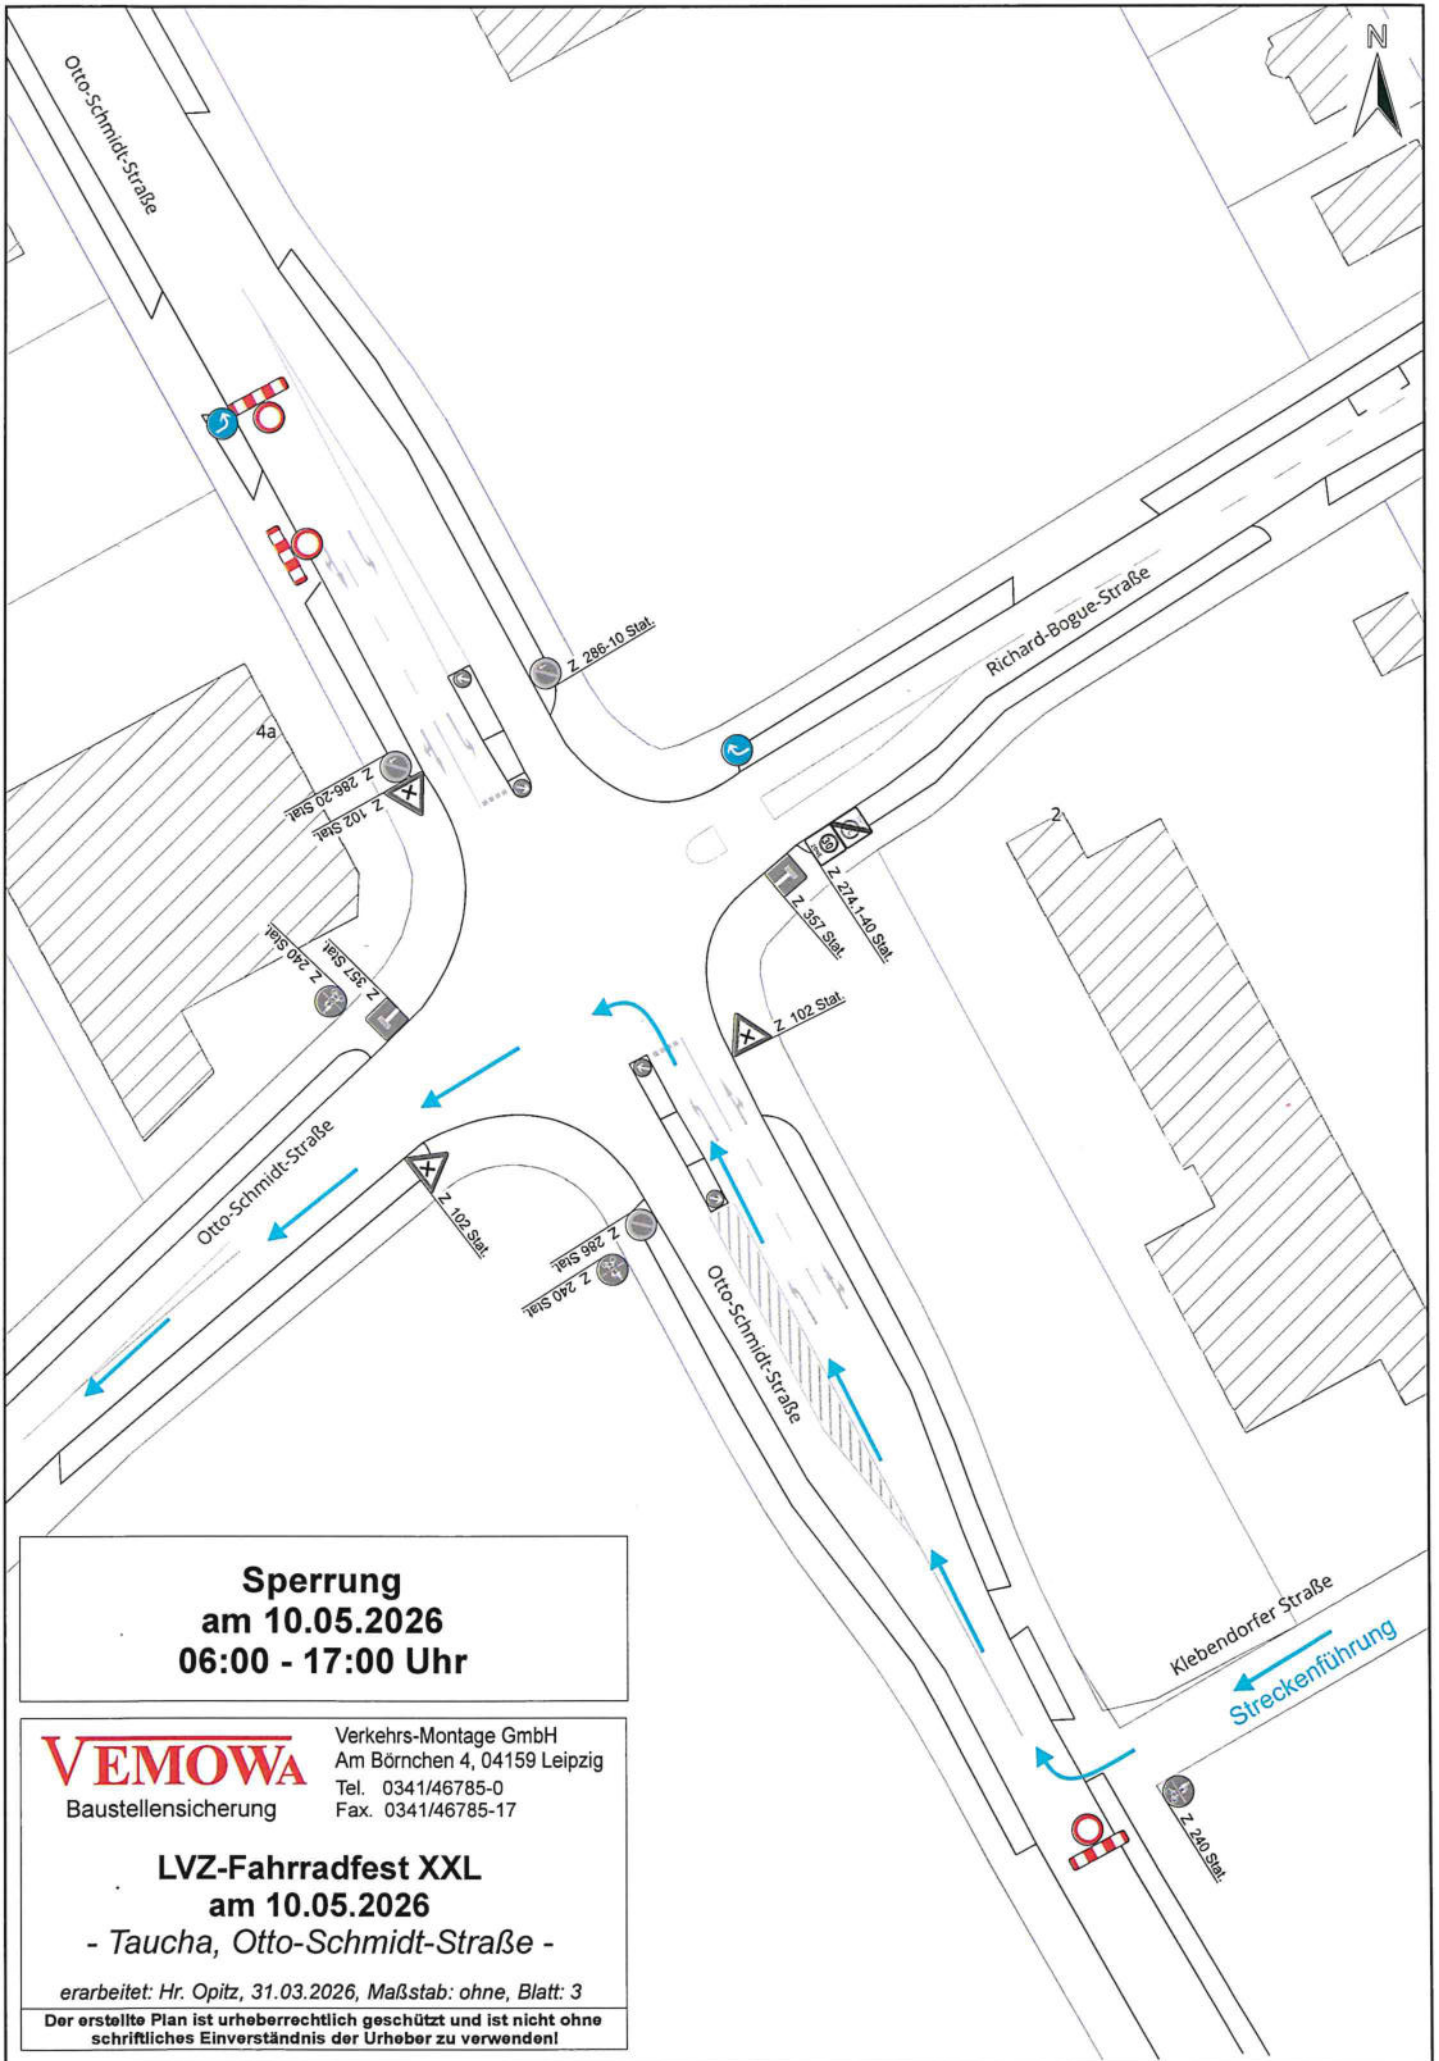 N
Otto-Schmidt-Straße
Richard-Bogue-Straße
Z 286-10 Stat.
4a
Z 286-20 Stat.
Z 102 Stat.
2
30
Z 274.1-40 Stat.
Z 357 Stat.
Z 240 Stat.
Z 357 Stat.
Z 102 Stat.
Otto-Schmidt-Straße
Z 102 Stat.
Z 286 Stat.
Z 240 Stat.
Otto-Schmidt-Straße
Klebendorfer Straße
Streckenführung
Z 240 Stat.
Sperrung
am 10.05.2026
06:00 - 17:00 Uhr
VEMOWA
Baustellensicherung
Verkehrs-Montage GmbH
Am Börnchen 4, 04159 Leipzig
Tel. 0341/46785-0
Fax. 0341/46785-17
LVZ-Fahrradfest XXL
am 10.05.2026
- Taucha, Otto-Schmidt-Straße -
erarbeitet: Hr. Opitz, 31.03.2026, Maßstab: ohne, Blatt: 3
Der erstellte Plan ist urheberrechtlich geschützt und ist nicht ohne
schriftliches Einverständnis der Urheber zu verwenden!